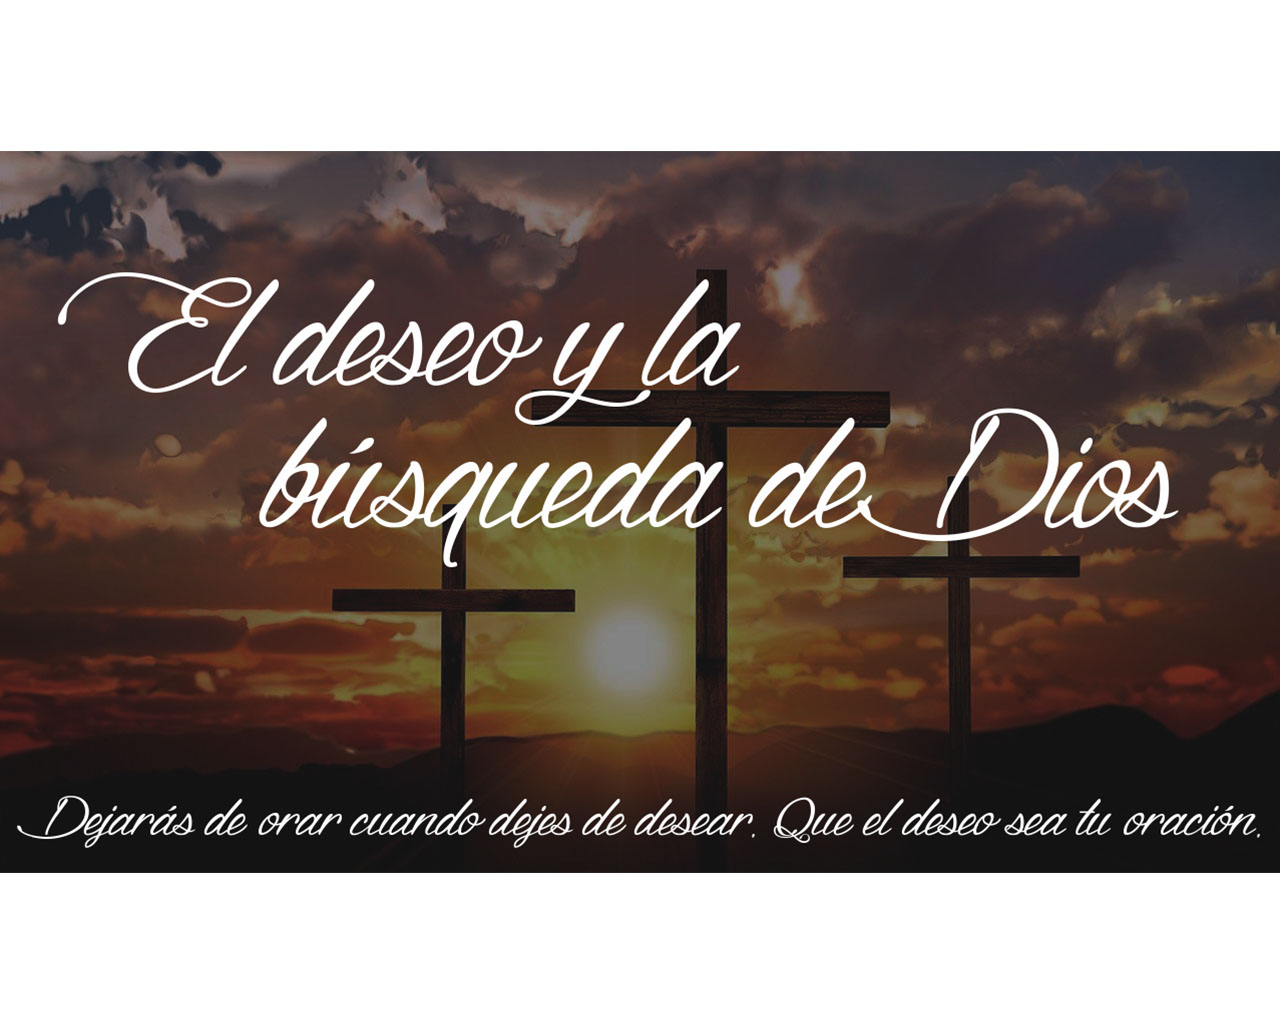 El deseo y la
búsqueda de Dios
Dejarás de orar cuando dejes de desear. Que el deseo sea tu oración.